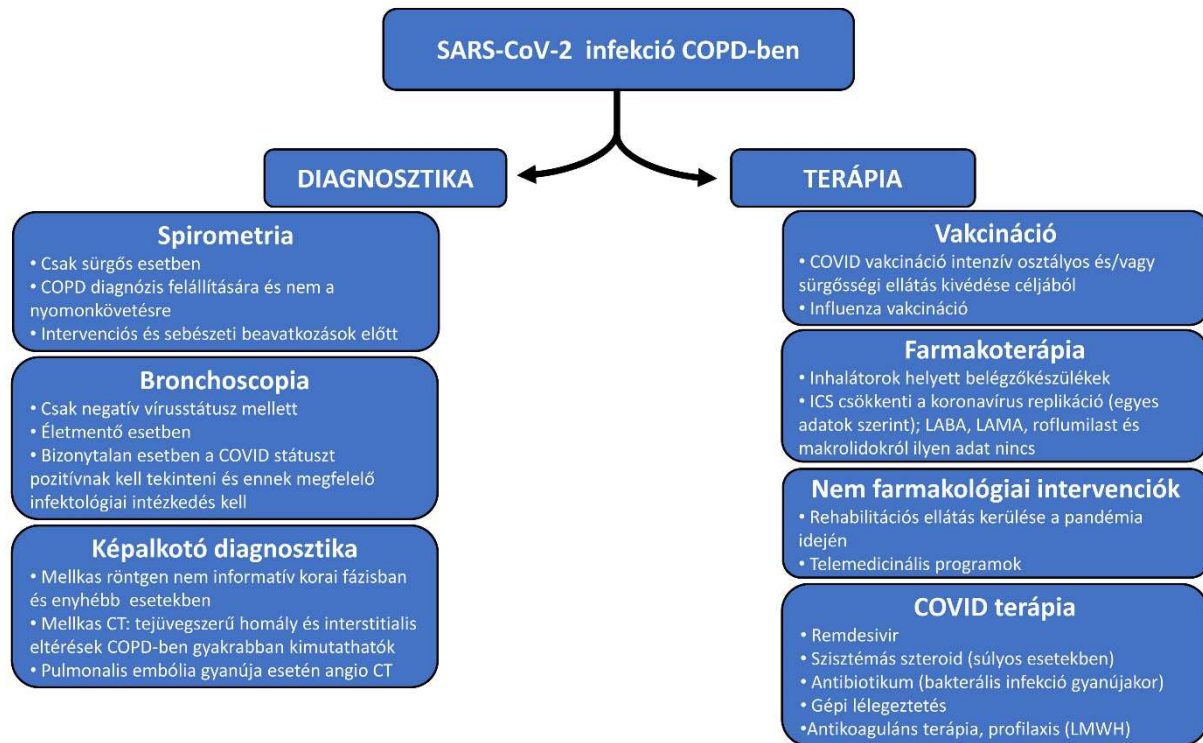 SARS-CoV-2 infekció COPD-ben
DIAGNOSZTIKA
Spirometria
• Csak sürgős esetben
• COPD diagnózis felállítására és nem a
nyomonkövetésre
• Intervenciós és sebészeti beavatkozások előtt
Bronchoscopia
• Csak negatív vírusstátusz mellett
• Életmentő esetben
• Bizonytalan esetben a COVID státuszt
pozitívnak kell tekinteni és ennek megfelelő
infektológiai intézkedés kell
Képalkotó diagnosztika
• Mellkas röntgen nem informatív korai fázisban
és enyhébb esetekben
• Mellkas CT: tejüvegszerű homály és interstitialis
eltérések COPD-ben gyakrabban kimutathatók
• Pulmonalis embólia gyanúja esetén angio CT
TERÁPIA
Vakcináció
• COVID vakcináció intenzív osztályos és/vagy
sürgősségi ellátás kivédése céljából
• Influenza vakcináció
Farmakoterápia
• Inhalátorok helyett belégzőkészülékek
• ICS csökkenti a koronavírus replikáció (egyes
adatok szerint); LABA, LAMA, roflumilast és
makrolidokról ilyen adat nincs
Nem farmakológiai intervenciók
• Rehabilitációs ellátás kerülése a pandémia
idején
• Telemedicinális programok
COVID terápia
• Remdesivir
• Szisztémás szteroid (súlyos esetekben)
• Antibiotikum (bakterális infekció gyanújakor)
• Gépi lélegeztetés
•Antikoaguláns terápia, profilaxis (LMWH)